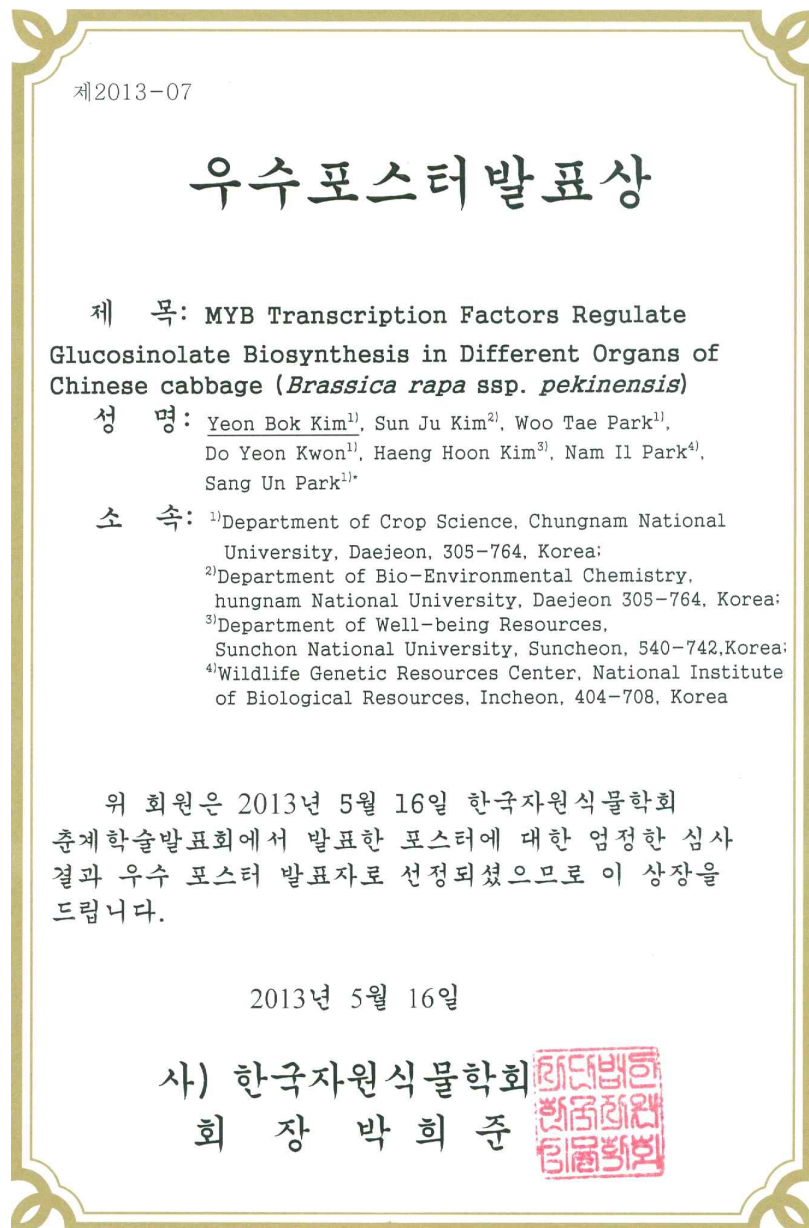 제2013-07
우수포스터발표상
제 목: MYB Transcription Factors Regulate
Glucosinolate Biosynthesis in Different Organs of
Chinese cabbage (Brassica rapa ssp. pekinensis)
성 명: Yeon Bok Kim1), Sun Ju Kim2), Woo Tae Park1),
Do Yeon Kwon1), Haeng Hoon Kim3), Nam Il Park4),
Sang Un Park1)*
소 속: 1)Department of Crop Science, Chungnam National
University, Daejeon, 305-764, Korea;
2)Department of Bio-Environmental Chemistry,
hungnam National University, Daejeon 305-764, Korea;
3)Department of Well-being Resources,
Sunchon National University, Suncheon, 540-742,Korea;
4)Wildlife Genetic Resources Center, National Institute
of Biological Resources, Incheon, 404-708, Korea
위 회원은 2013년 5월 16일 한국자원식물학회
춘계학술발표회에서 발표한 포스터에 대한 엄정한 심사
결과 우수 포스터 발표자로 선정되셨으므로 이 상장을
드립니다.
2013년 5월 16일
사) 한국자원식물학회
회 장 박 희 준